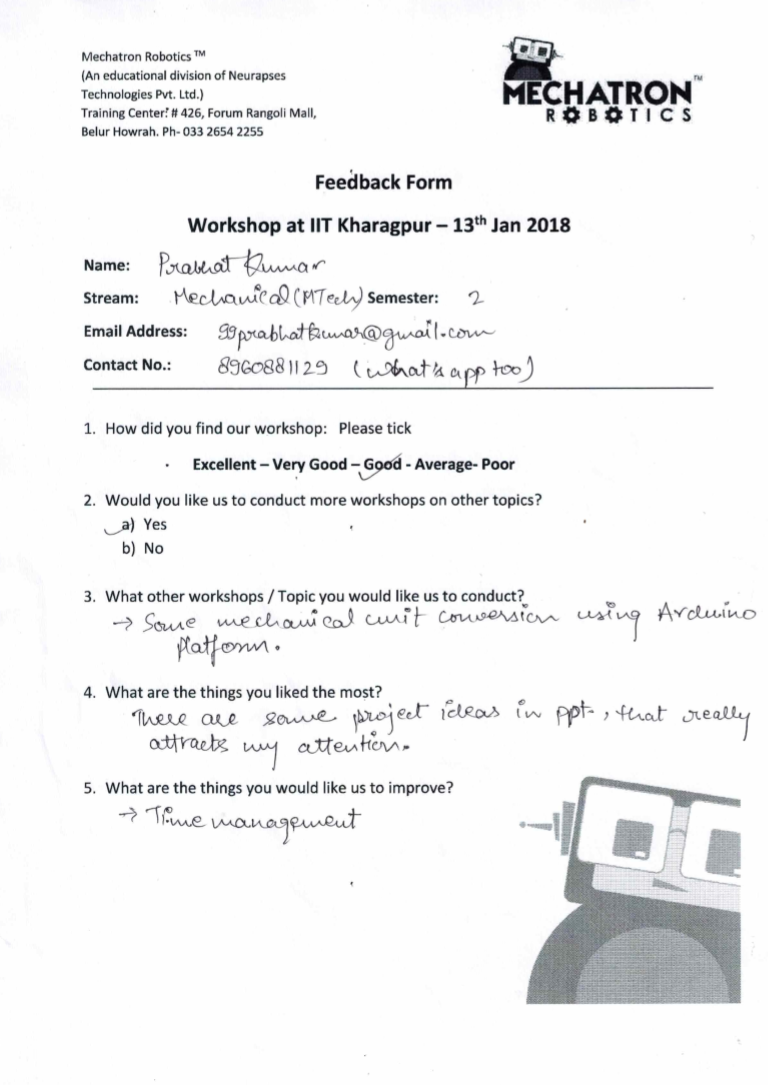 Mechatron Robotics ™
(An educational division of Neurapses
Technologies Pvt. Ltd.)
Training Center: # 426, Forum Rangoli Mall,
Belur Howrah. Ph- 033 2654 2255
MECHATRON™
ROBOTICS
Feedback Form
Workshop at IIT Kharagpur – 13th Jan 2018
Name: Prabhat Kumar
Stream: Mechanical (MTech) Semester: 2
Email Address: 99prabhatkumar@gmail.com
Contact No.: 8960881129 (what's app too)
1. How did you find our workshop: Please tick
· Excellent – Very Good – Good - Average- Poor
2. Would you like us to conduct more workshops on other topics?
a) Yes
b) No
3. What other workshops / Topic you would like us to conduct?
→ Some mechanical unit conversion using Arduino
platform.
4. What are the things you liked the most?
There are some project ideas in ppt-, that really
attracts my attention.
5. What are the things you would like us to improve?
→ Time management